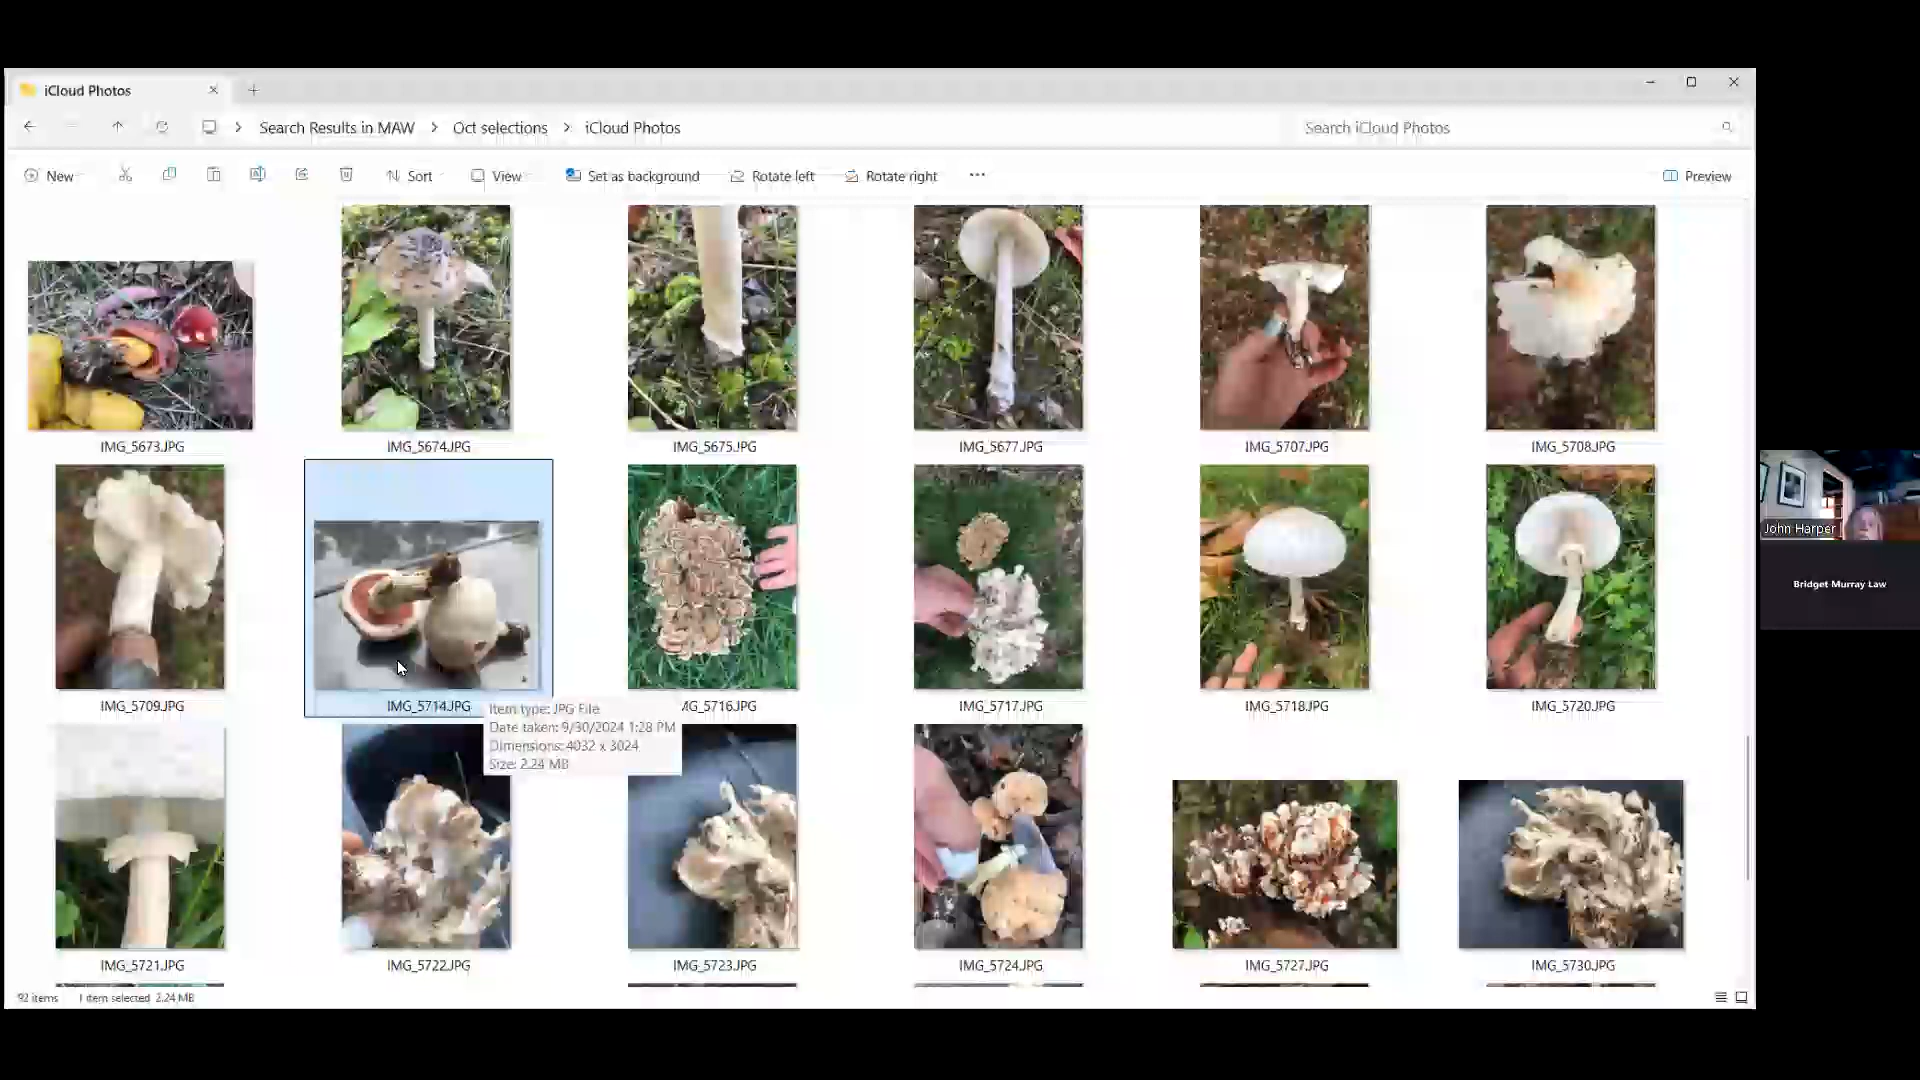 iCloud Photos
Search Results in MAW > Oct selections > iCloud Photos
Search iCloud Photos
New
Sort
View
Set as background
Rotate left
Rotate right
...
Preview
IMG_5673.JPG
IMG_5674.JPG
IMG_5675.JPG
IMG_5677.JPG
IMG_5707.JPG
IMG_5708.JPG
IMG_5709.JPG
IMG_5714.JPG
MG_5716.JPG
IMG_5717.JPG
IMG_5718.JPG
IMG_5720.JPG
Item type: JPG File
Date taken: 9/30/2024 1:28 PM
Dimensions: 4032 x 3024
Size: 2.24 MB
IMG_5721.JPG
IMG_5722.JPG
IMG_5723.JPG
IMG_5724.JPG
IMG_5727.JPG
IMG_5730.JPG
92 items
1 item selected 2.24 MB
John Harper
Bridget Murray Law